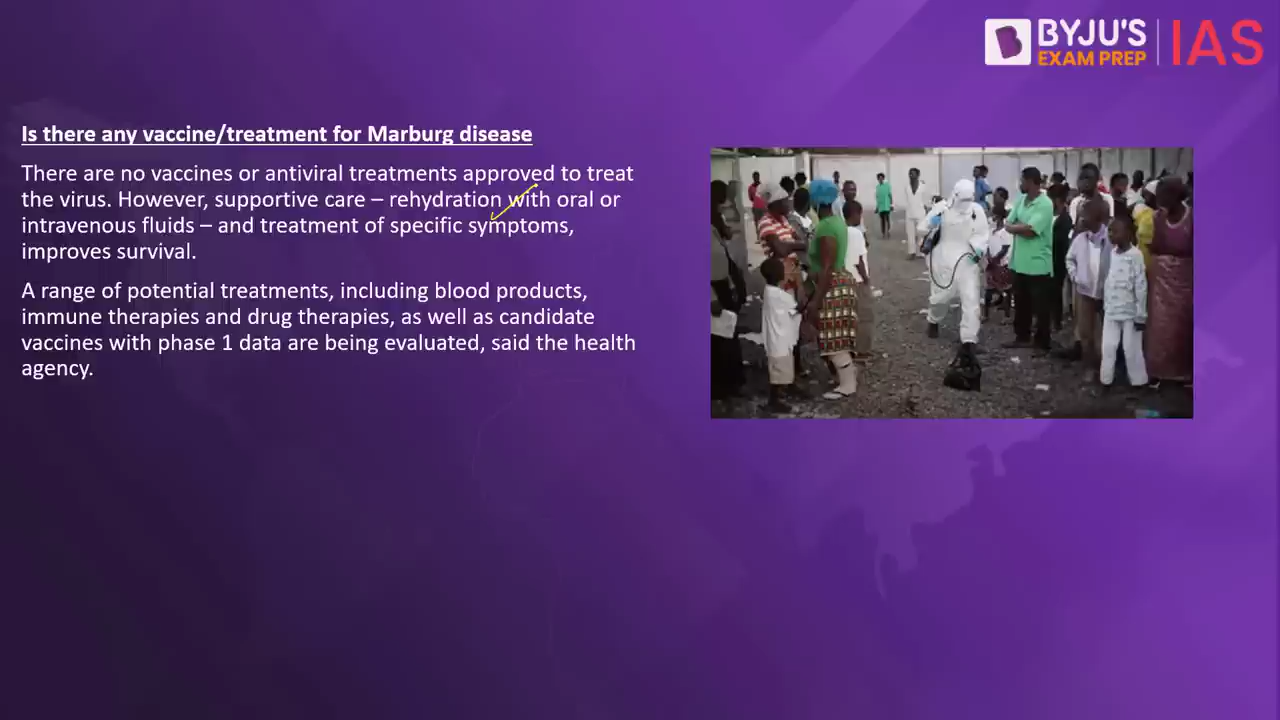 BYJU'S IAS
EXAM PREP
Is there any vaccine/treatment for Marburg disease
There are no vaccines or antiviral treatments approved to treat
the virus. However, supportive care – rehydration with oral or
intravenous fluids – and treatment of specific symptoms,
improves survival.
A range of potential treatments, including blood products,
immune therapies and drug therapies, as well as candidate
vaccines with phase 1 data are being evaluated, said the health
agency.